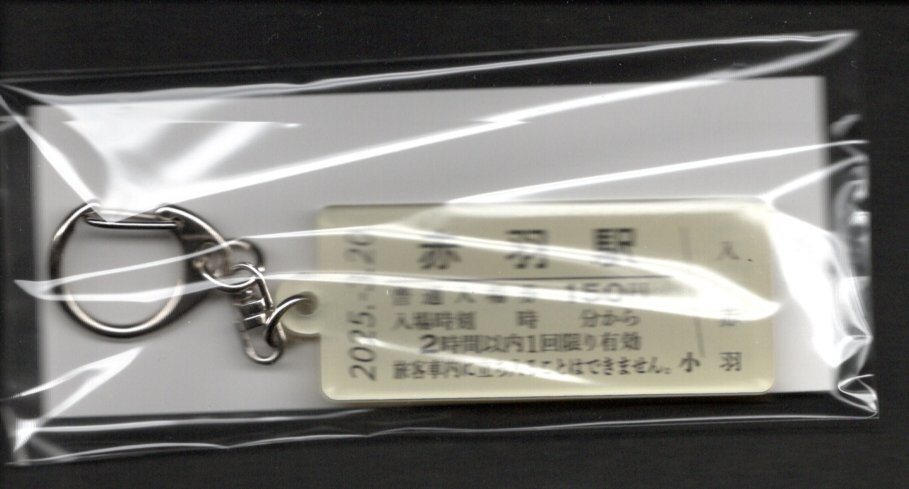 赤羽駅
2025.-3.20
普通入場券 150円
入場時刻 時 分から
2時間以内1回限り有効
旅客車内に立ち入ることはできません。
小
入
赤
羽